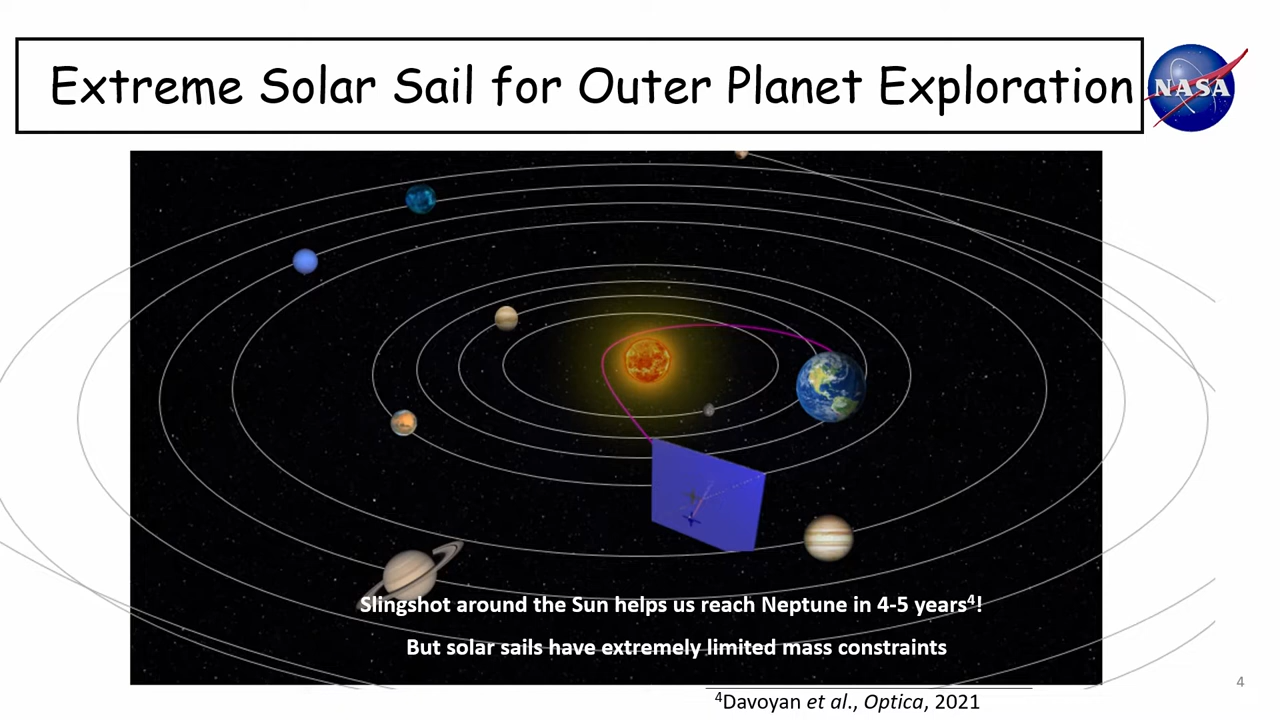 Extreme Solar Sail for Outer Planet Exploration
NASA
Slingshot around the Sun helps us reach Neptune in 4-5 years⁴!
But solar sails have extremely limited mass constraints
4
⁴Davoyan et al., Optica, 2021